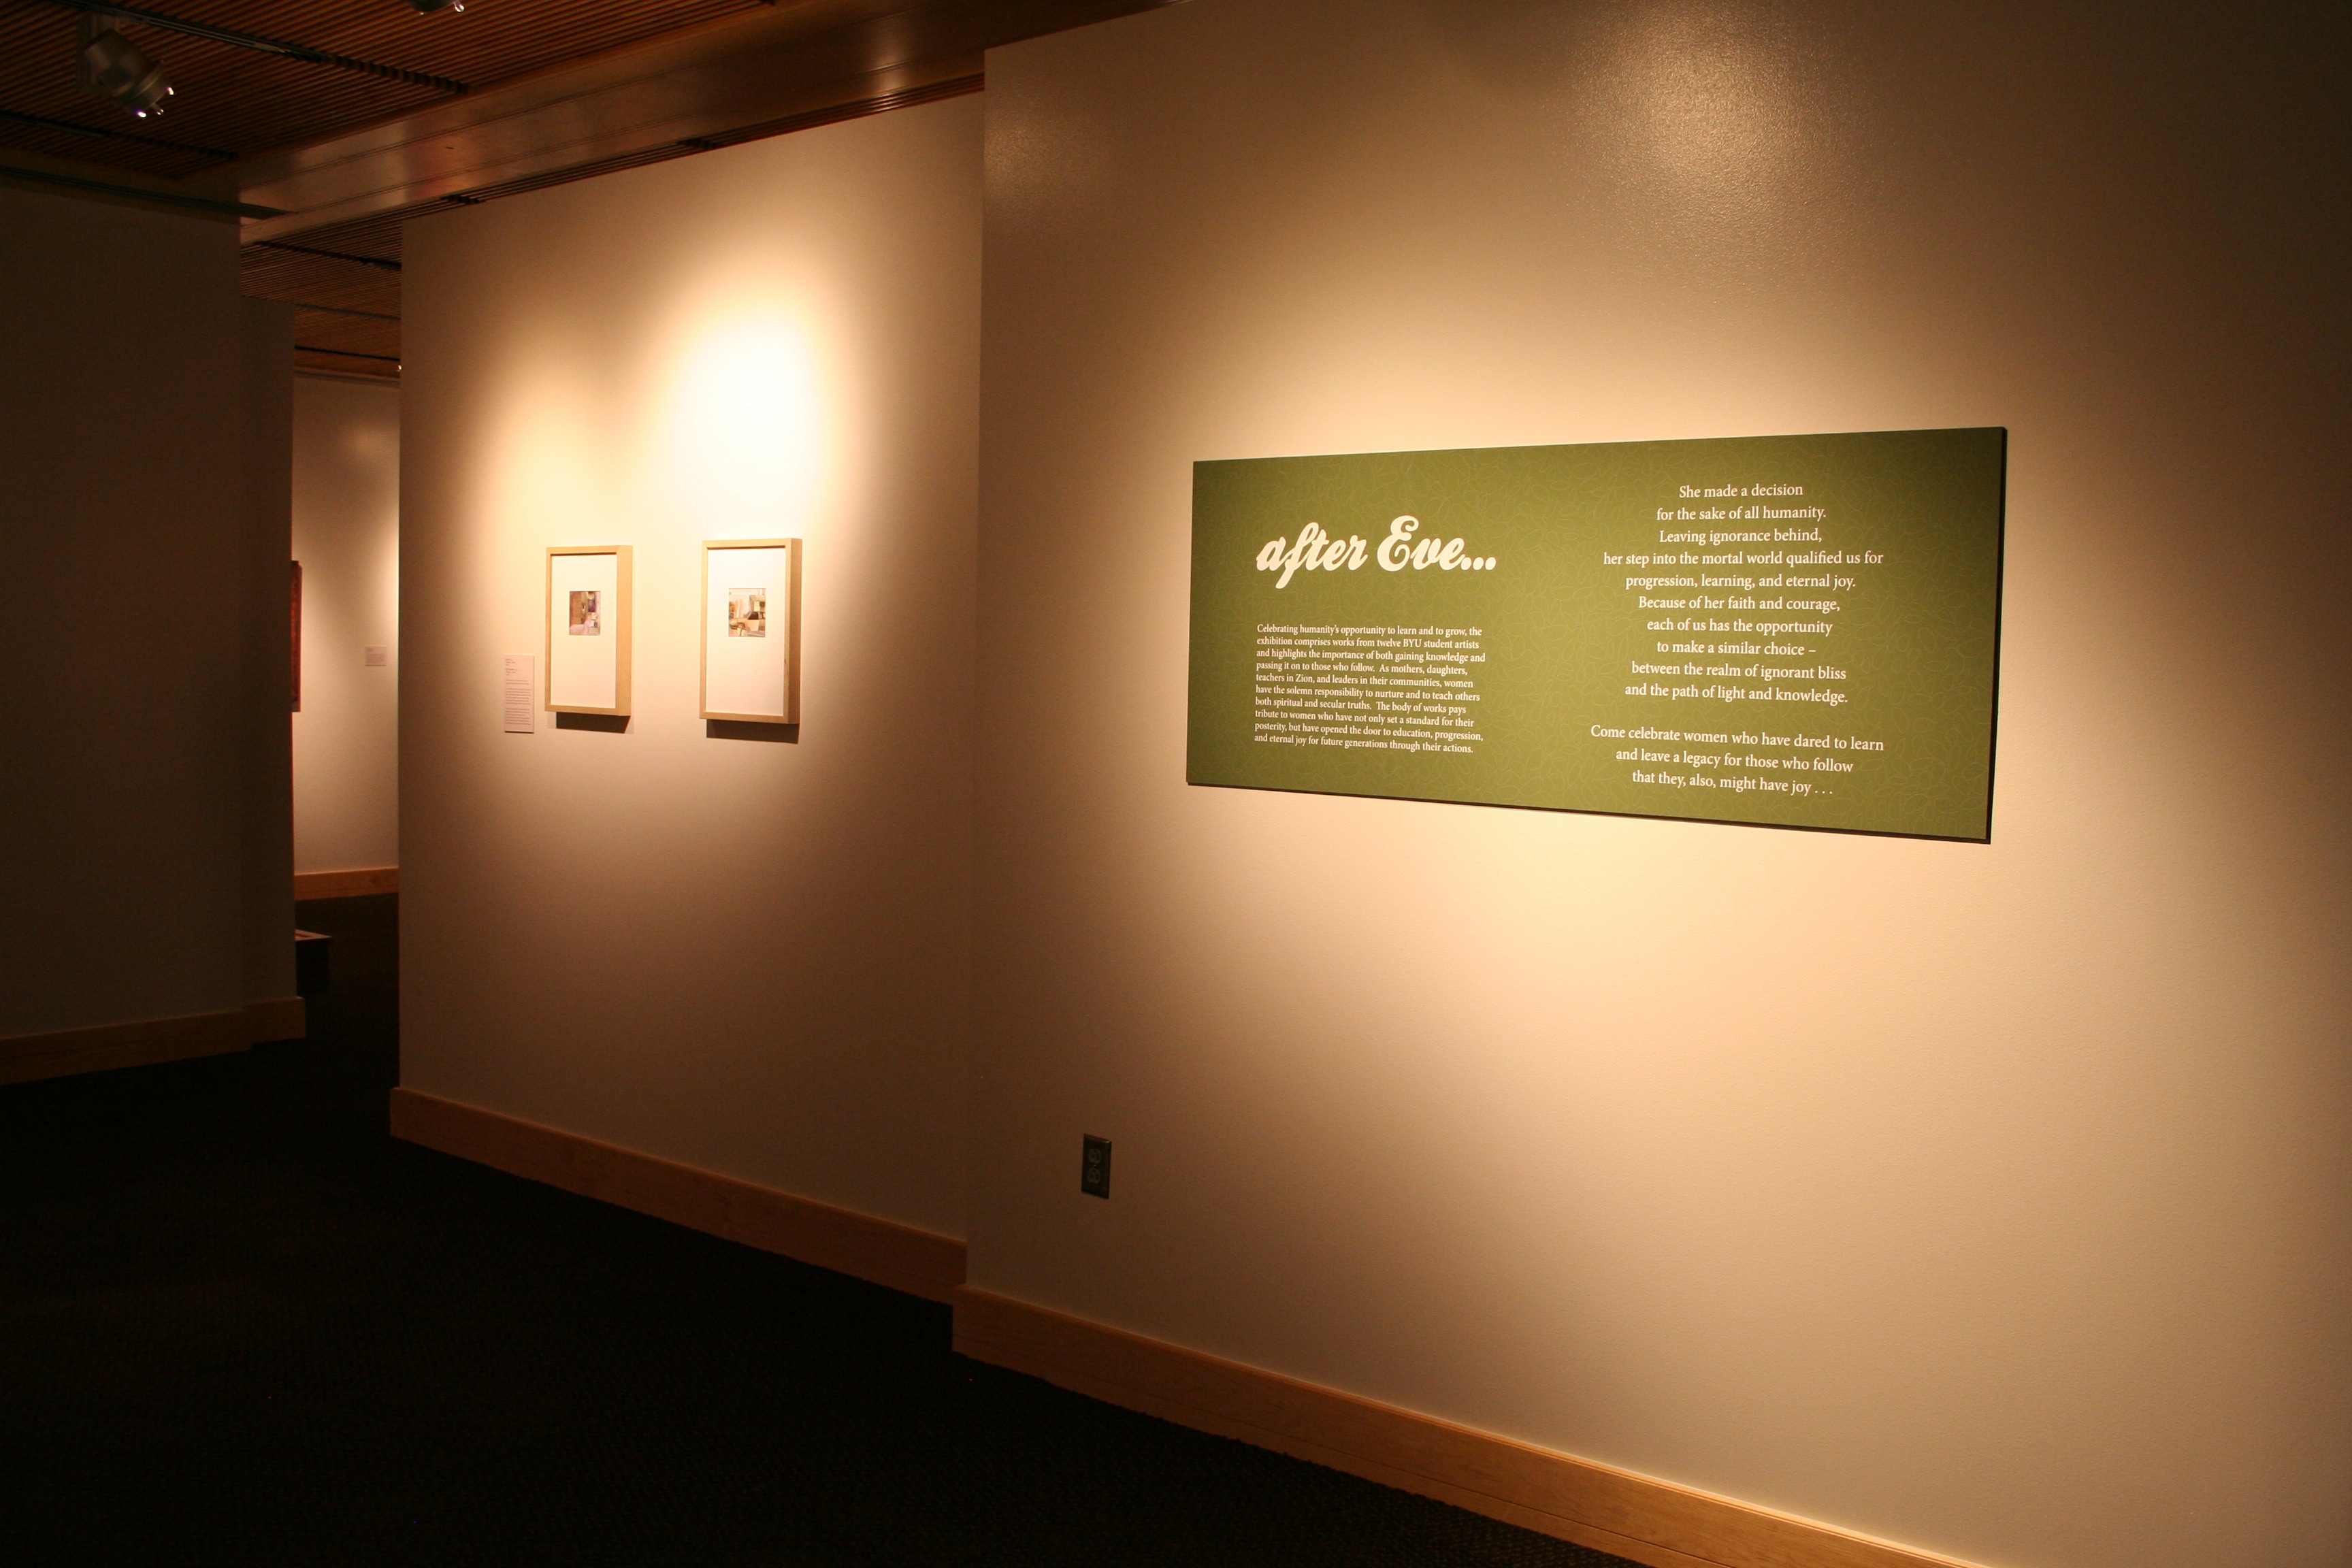 after Eve...
Celebrating humanity's opportunity to learn and to grow, the
exhibition comprises works from twelve BYU student artists
and highlights the importance of both gaining knowledge and
passing it on to those who follow. As mothers, daughters,
teachers in Zion, and leaders in their communities, women
have the solemn responsibility to nurture and to teach others
both spiritual and secular truths. The body of works pays
tribute to women who have not only set a standard for their
posterity, but have opened the door to education, progression,
and eternal joy for future generations through their actions.
She made a decision
for the sake of all humanity.
Leaving ignorance behind,
her step into the mortal world qualified us for
progression, learning, and eternal joy.
Because of her faith and courage,
each of us has the opportunity
to make a similar choice –
between the realm of ignorant bliss
and the path of light and knowledge.
Come celebrate women who have dared to learn
and leave a legacy for those who follow
that they, also, might have joy . . .